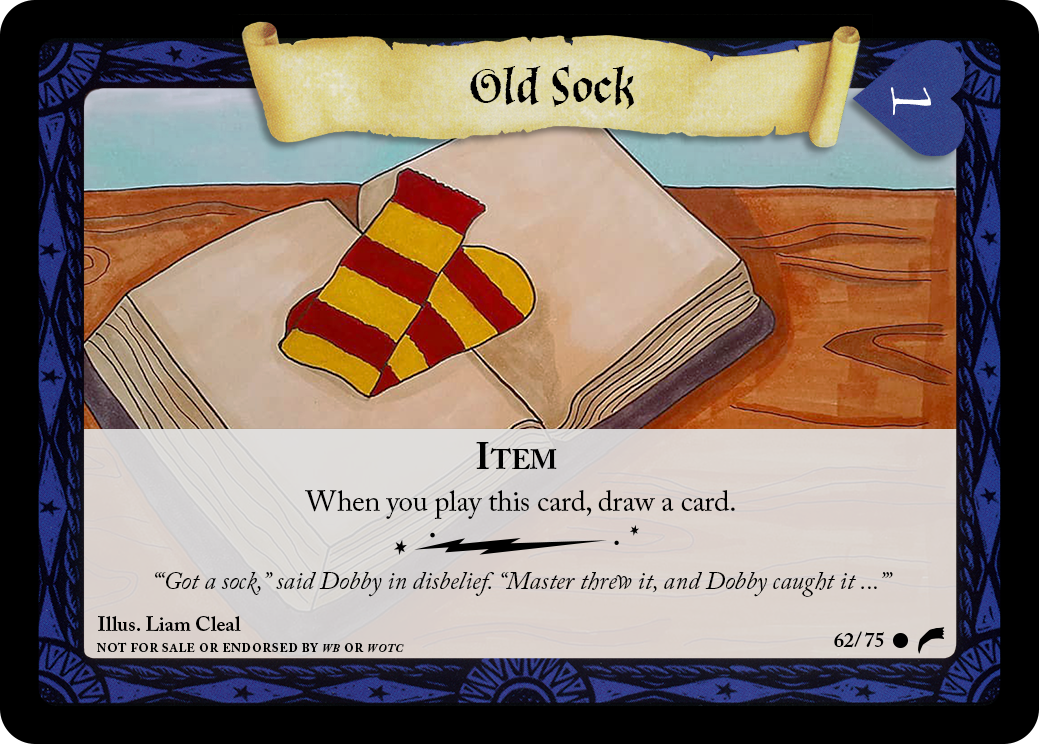 Old Sock
1
Item
When you play this card, draw a card.
“‘Got a sock,’ said Dobby in disbelief. “Master threw it, and Dobby caught it ...’”
Illus. Liam Cleal
NOT FOR SALE OR ENDORSED BY WB OR WOTC
62/75